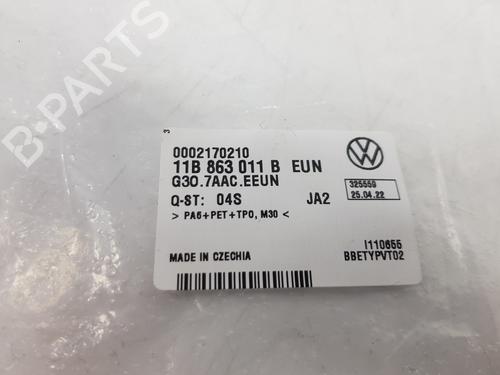 B-PARTS
3
0002170210
11B 863 011 B EUN
G30.7AAC.EEUN
Q-ST: 04S JA2
> PA6+PET+TPO, M30 <
325559
25.04.22
MADE IN CZECHIA
I110655
BBETYPVT02